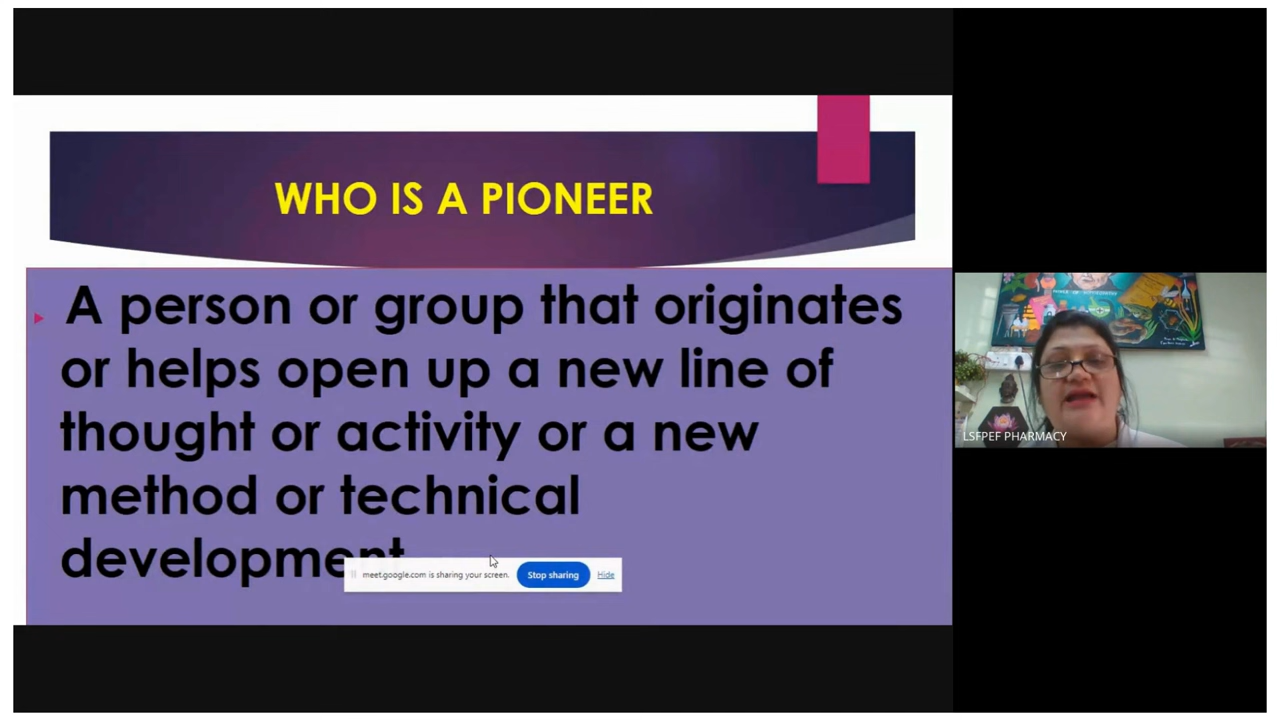 WHO IS A PIONEER
A person or group that originates
or helps open up a new line of
thought or activity or a new
method or technical
development
meet.google.com is sharing your screen.
Stop sharing
Hide
LSFPEF PHARMACY